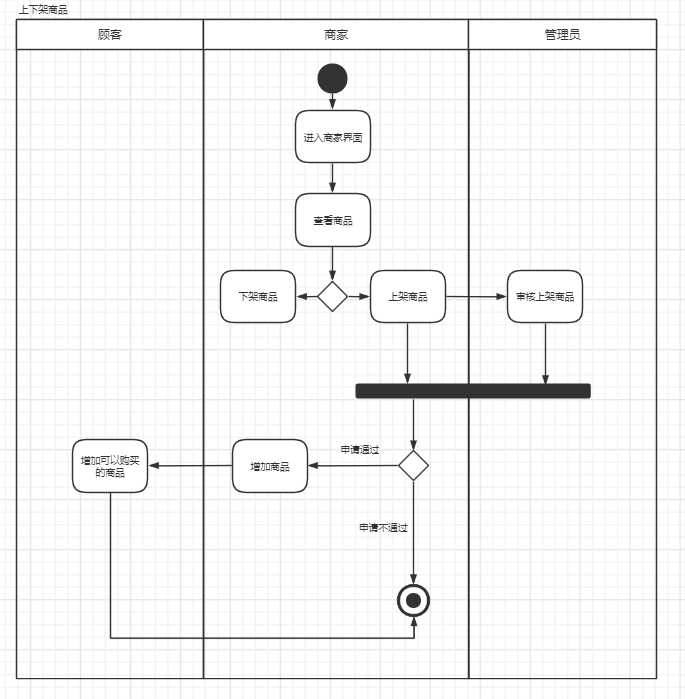 上下架商品
顾客
商家
管理员
进入商家界面
查看商品
下架商品
上架商品
审核上架商品
申请通过
增加可以购买
的商品
增加商品
申请不通过